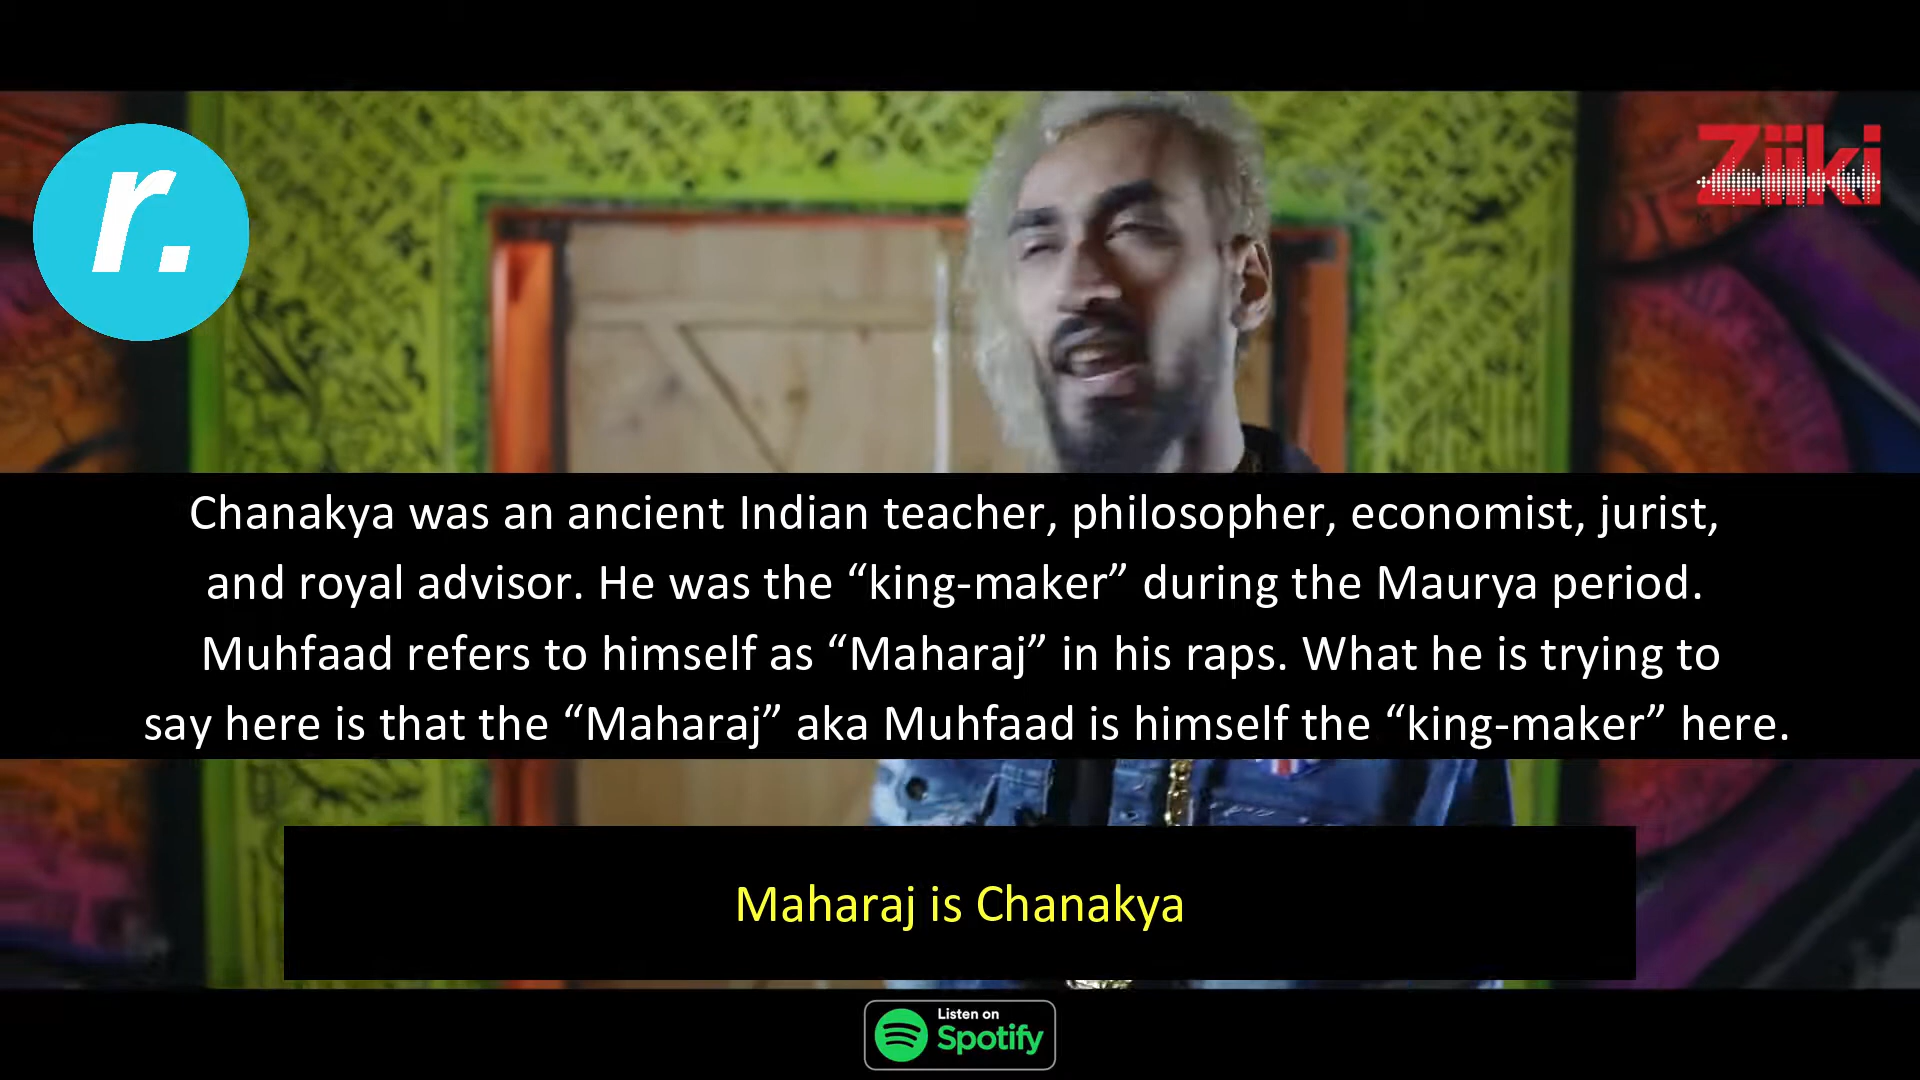 r.
Ziiki
Chanakya was an ancient Indian teacher, philosopher, economist, jurist,
and royal advisor. He was the “king-maker” during the Maurya period.
Muhfaad refers to himself as “Maharaj” in his raps. What he is trying to
say here is that the “Maharaj” aka Muhfaad is himself the “king-maker” here.
Maharaj is Chanakya
Listen on
Spotify